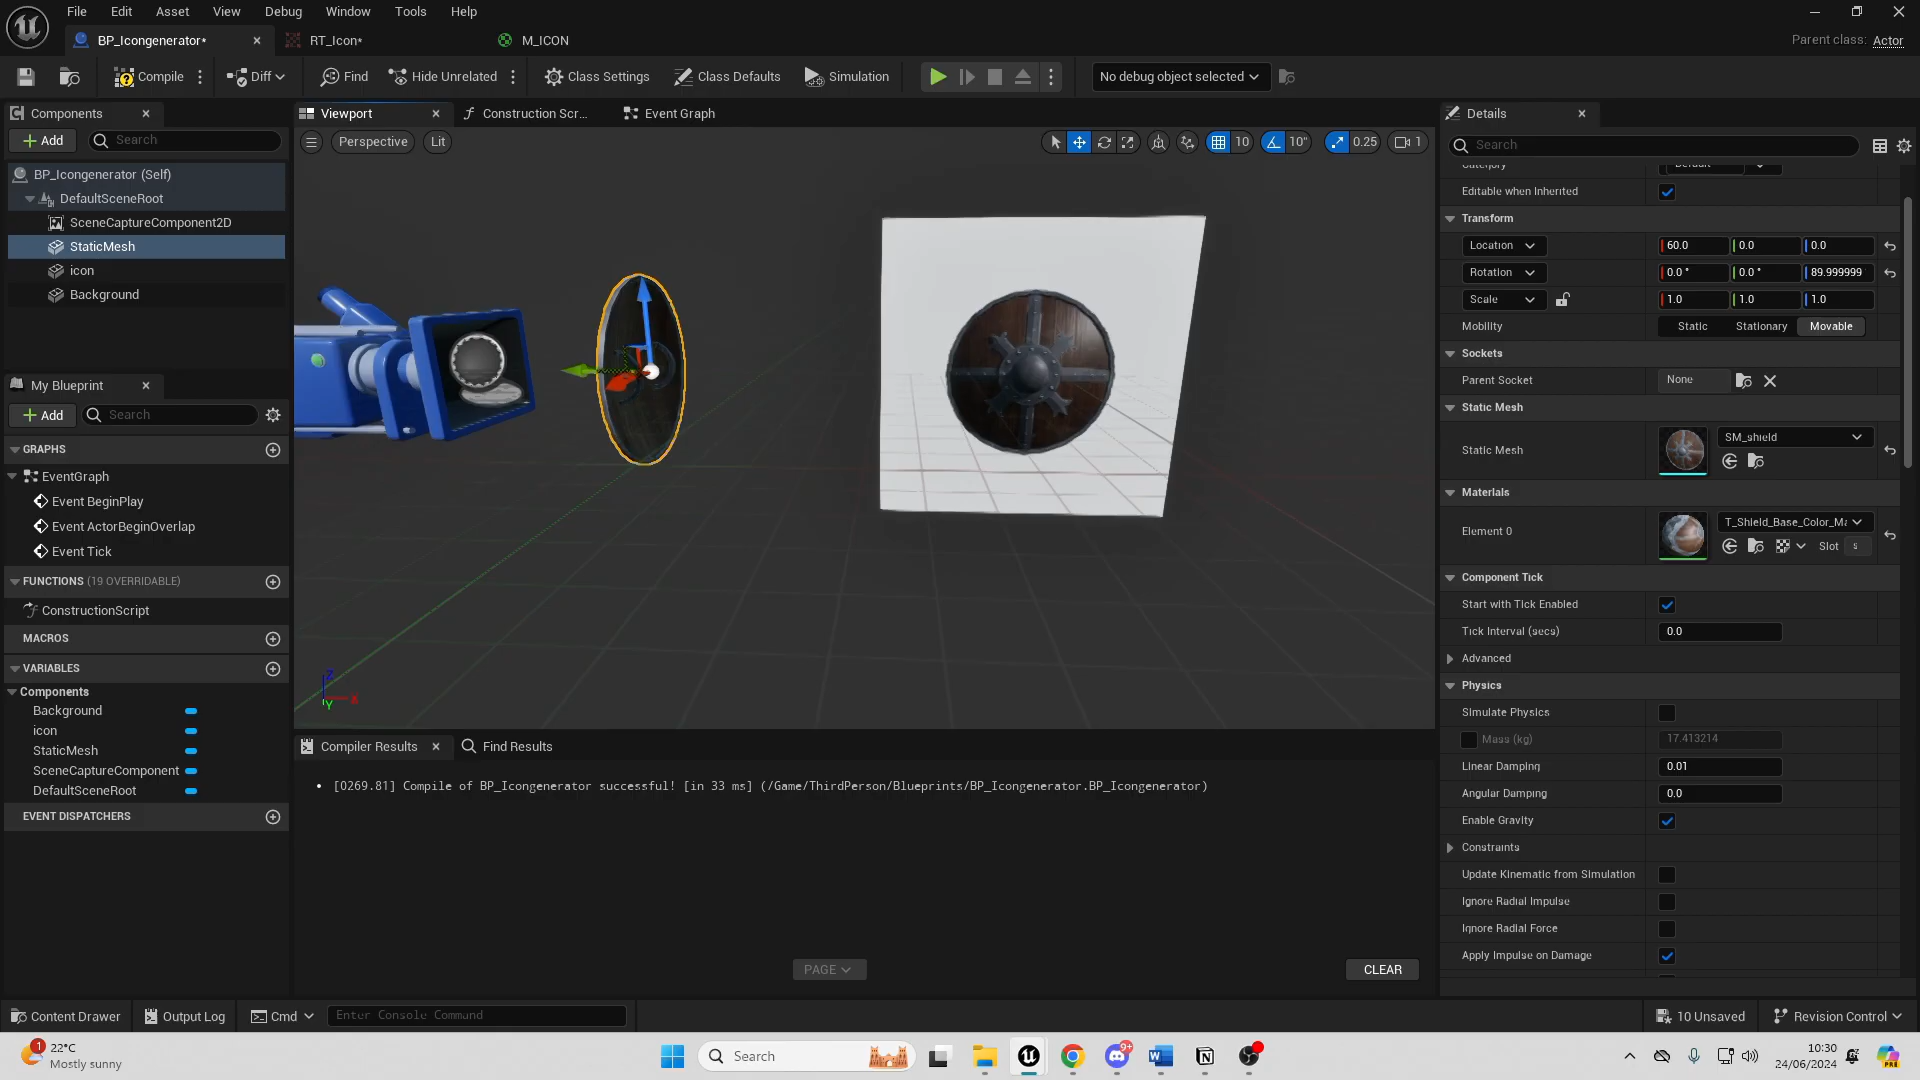 File Edit Asset View Debug Window Tools Help
BP_Icongenerator* RT_Icon* M_ICON Parent class: Actor
Compile Diff Find Hide Unrelated Class Settings Class Defaults Simulation No debug object selected
Components Viewport Construction Scr... Event Graph Details
Add Search Perspective Lit 10 10° 0.25 1 Search
BP_Icongenerator (Self)
DefaultSceneRoot
SceneCaptureComponent2D
StaticMesh
icon
Background
Editable when Inherited
Transform
Location 60.0 0.0 0.0
Rotation 0.0 ° 0.0 ° 89.999999
Scale 1.0 1.0 1.0
Mobility Static Stationary Movable
Sockets
Parent Socket None
Static Mesh
Static Mesh SM_shield
Materials
Element 0 T_Shield_Base_Color_Ma
Slot s
Component Tick
Start with Tick Enabled
Tick Interval (secs) 0.0
Advanced
Physics
Simulate Physics
Mass (kg) 17.413214
Linear Damping 0.01
Angular Damping 0.0
Enable Gravity
Constraints
Update Kinematic from Simulation
Ignore Radial Impulse
Ignore Radial Force
Apply Impulse on Damage
My Blueprint
Add Search
GRAPHS
EventGraph
Event BeginPlay
Event ActorBeginOverlap
Event Tick
FUNCTIONS (19 OVERRIDABLE)
ConstructionScript
MACROS
VARIABLES
Components
Background
icon
StaticMesh
SceneCaptureComponent
DefaultSceneRoot
EVENT DISPATCHERS
Z X Y
Compiler Results Find Results
[0269.81] Compile of BP_Icongenerator successful! [in 33 ms] (/Game/ThirdPerson/Blueprints/BP_Icongenerator.BP_Icongenerator)
PAGE CLEAR
Content Drawer Output Log Cmd Enter Console Command 10 Unsaved Revision Control
1 22°C
Mostly sunny
Search
9+
10:30
24/06/2024
PRE